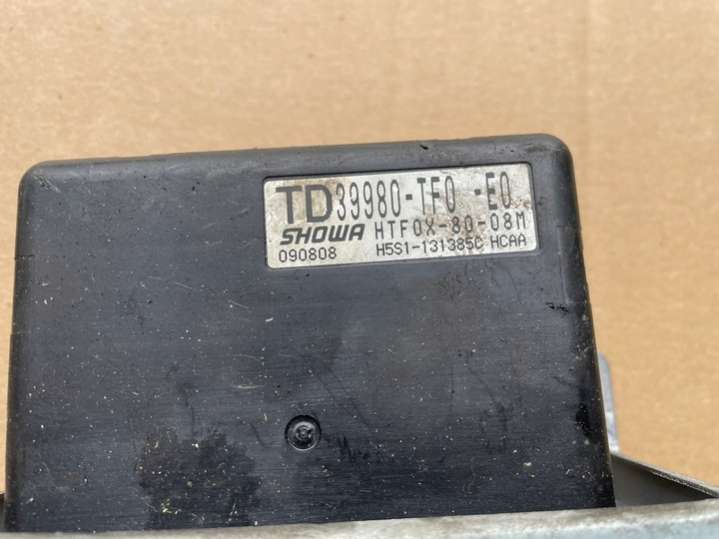 TD39980-TF0 -E0
SHOWA HTF0X-80-08M
090808 H5S1-131385C HCAA